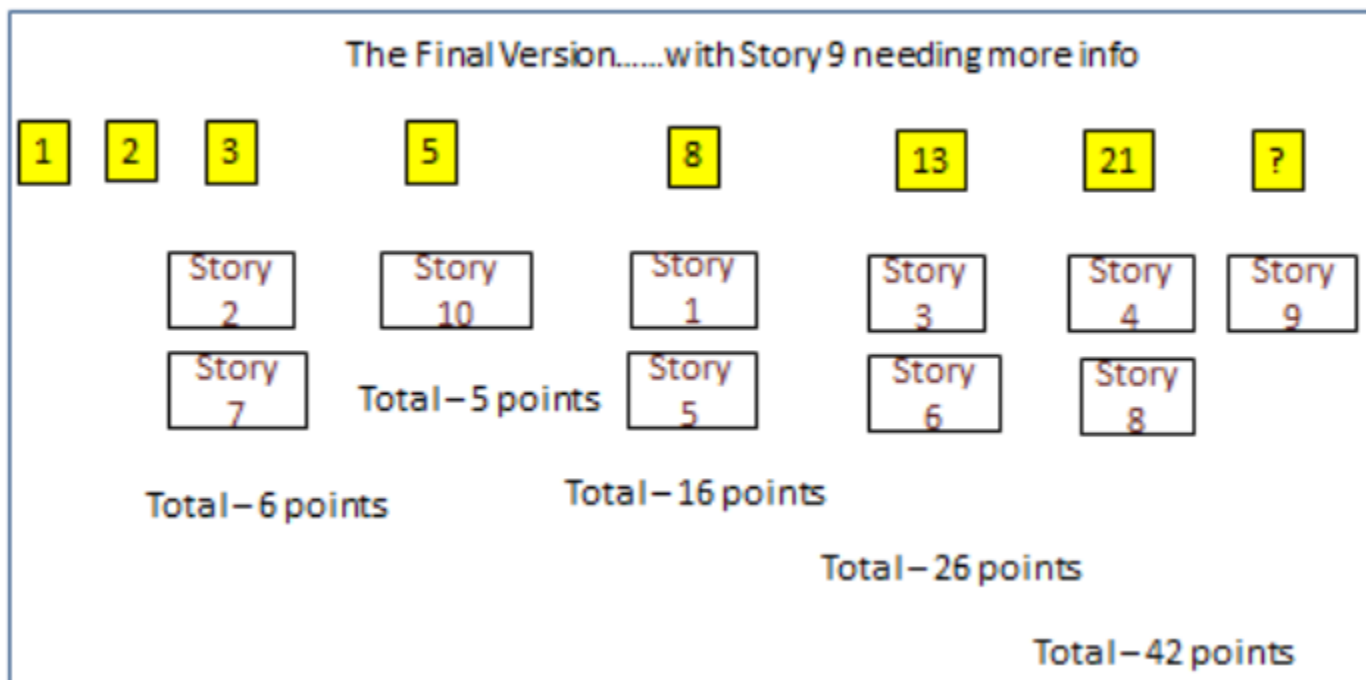 The Final Version......with Story 9 needing more info
1 2 3 5 8 13 21 ?
Story Story Story Story Story Story
2 10 1 3 4 9
Story Story Story Story
7 5 6 8
Total – 5 points
Total – 6 points
Total – 16 points
Total – 26 points
Total – 42 points